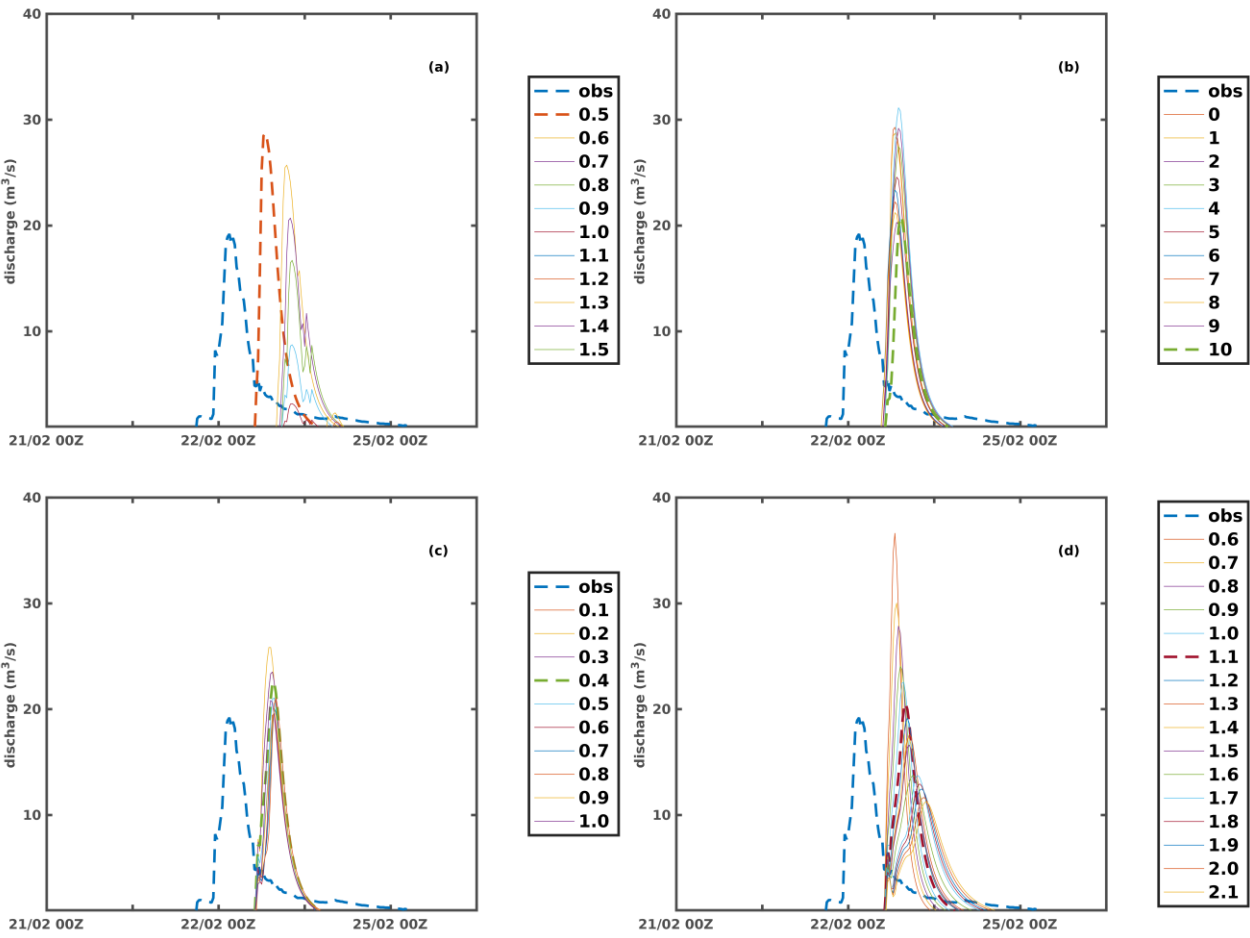 40
30
20
10
discharge (m³/s)
21/02 00Z
22/02 00Z
25/02 00Z
(a)
obs
0.5
0.6
0.7
0.8
0.9
1.0
1.1
1.2
1.3
1.4
1.5
40
30
20
10
discharge (m³/s)
21/02 00Z
22/02 00Z
25/02 00Z
(b)
obs
0
1
2
3
4
5
6
7
8
9
10
40
30
20
10
discharge (m³/s)
21/02 00Z
22/02 00Z
25/02 00Z
(c)
obs
0.1
0.2
0.3
0.4
0.5
0.6
0.7
0.8
0.9
1.0
40
30
20
10
discharge (m³/s)
21/02 00Z
22/02 00Z
25/02 00Z
(d)
obs
0.6
0.7
0.8
0.9
1.0
1.1
1.2
1.3
1.4
1.5
1.6
1.7
1.8
1.9
2.0
2.1